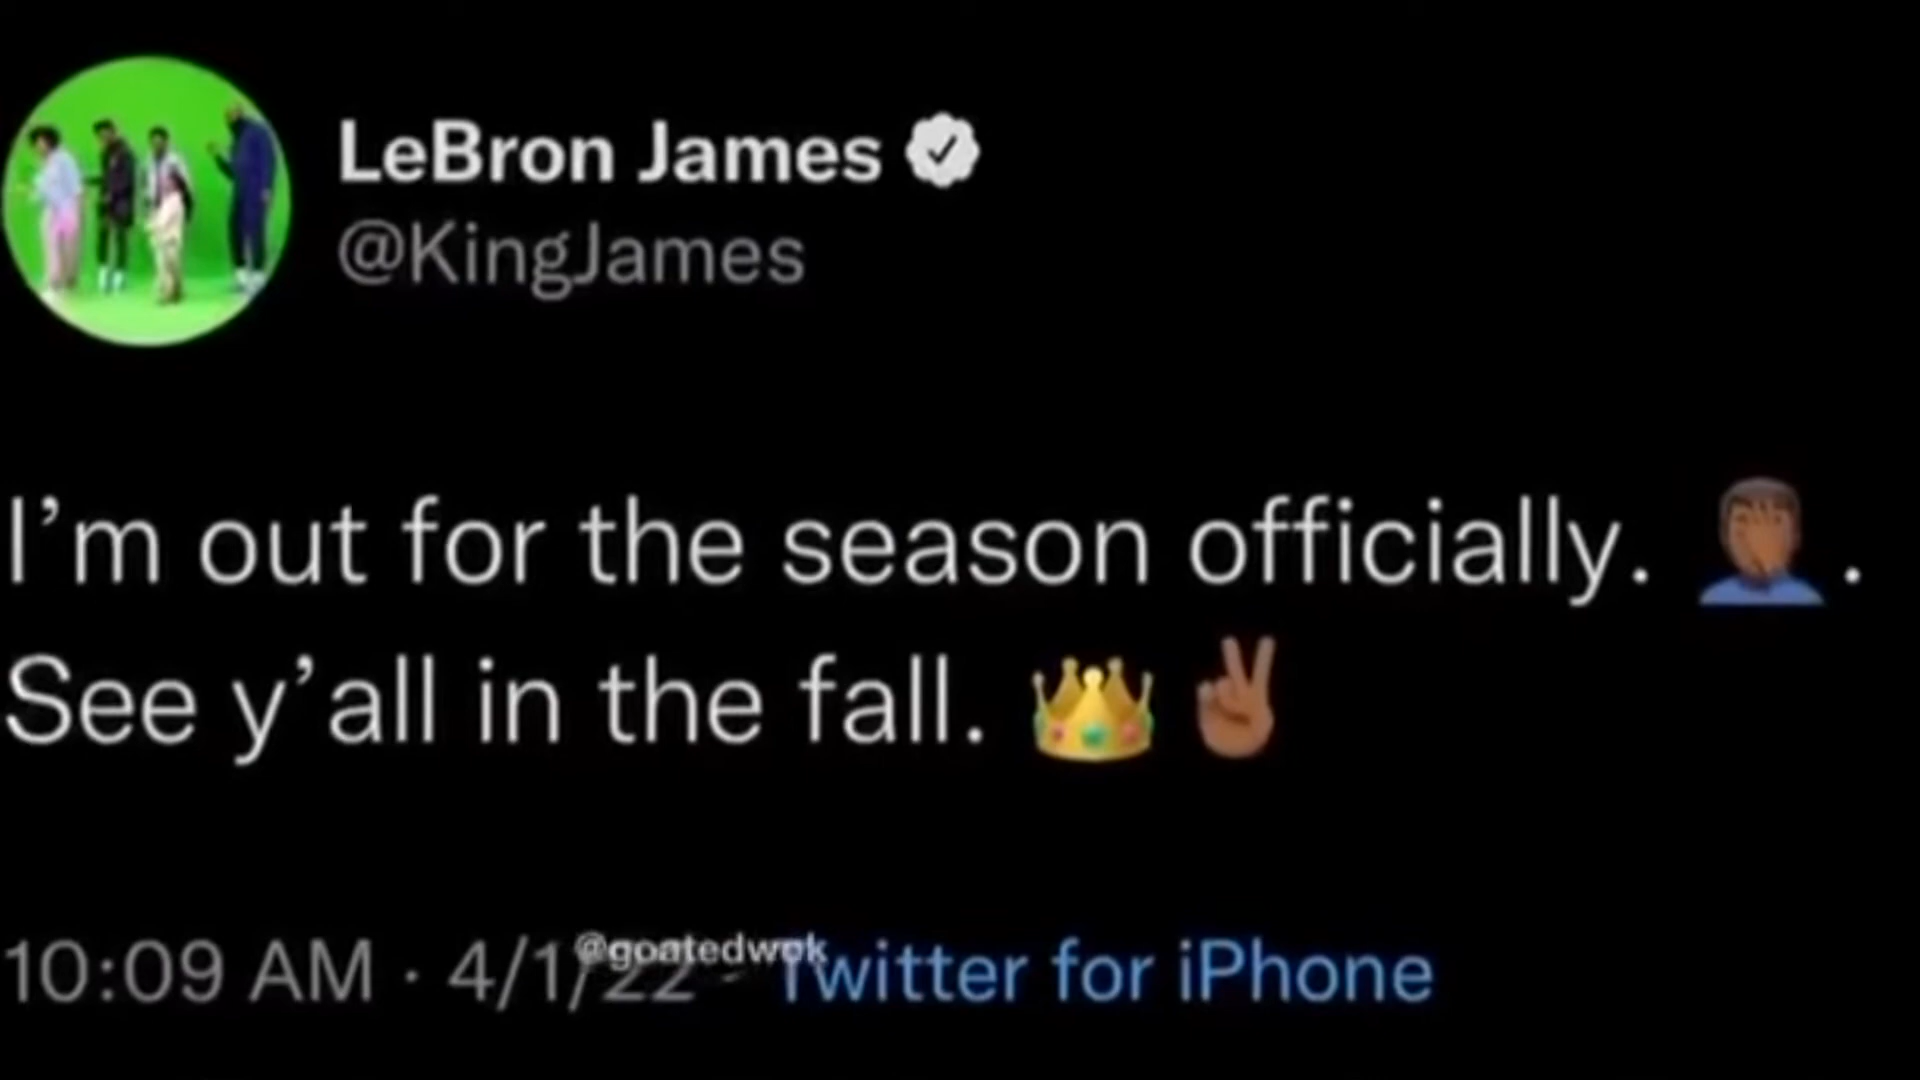 LeBron James
@KingJames
I’m out for the season officially. 🤦🏾‍♂️.
See y’all in the fall. 👑✌🏾
10:09 AM · 4/1/22 · Twitter for iPhone
@goatedwok